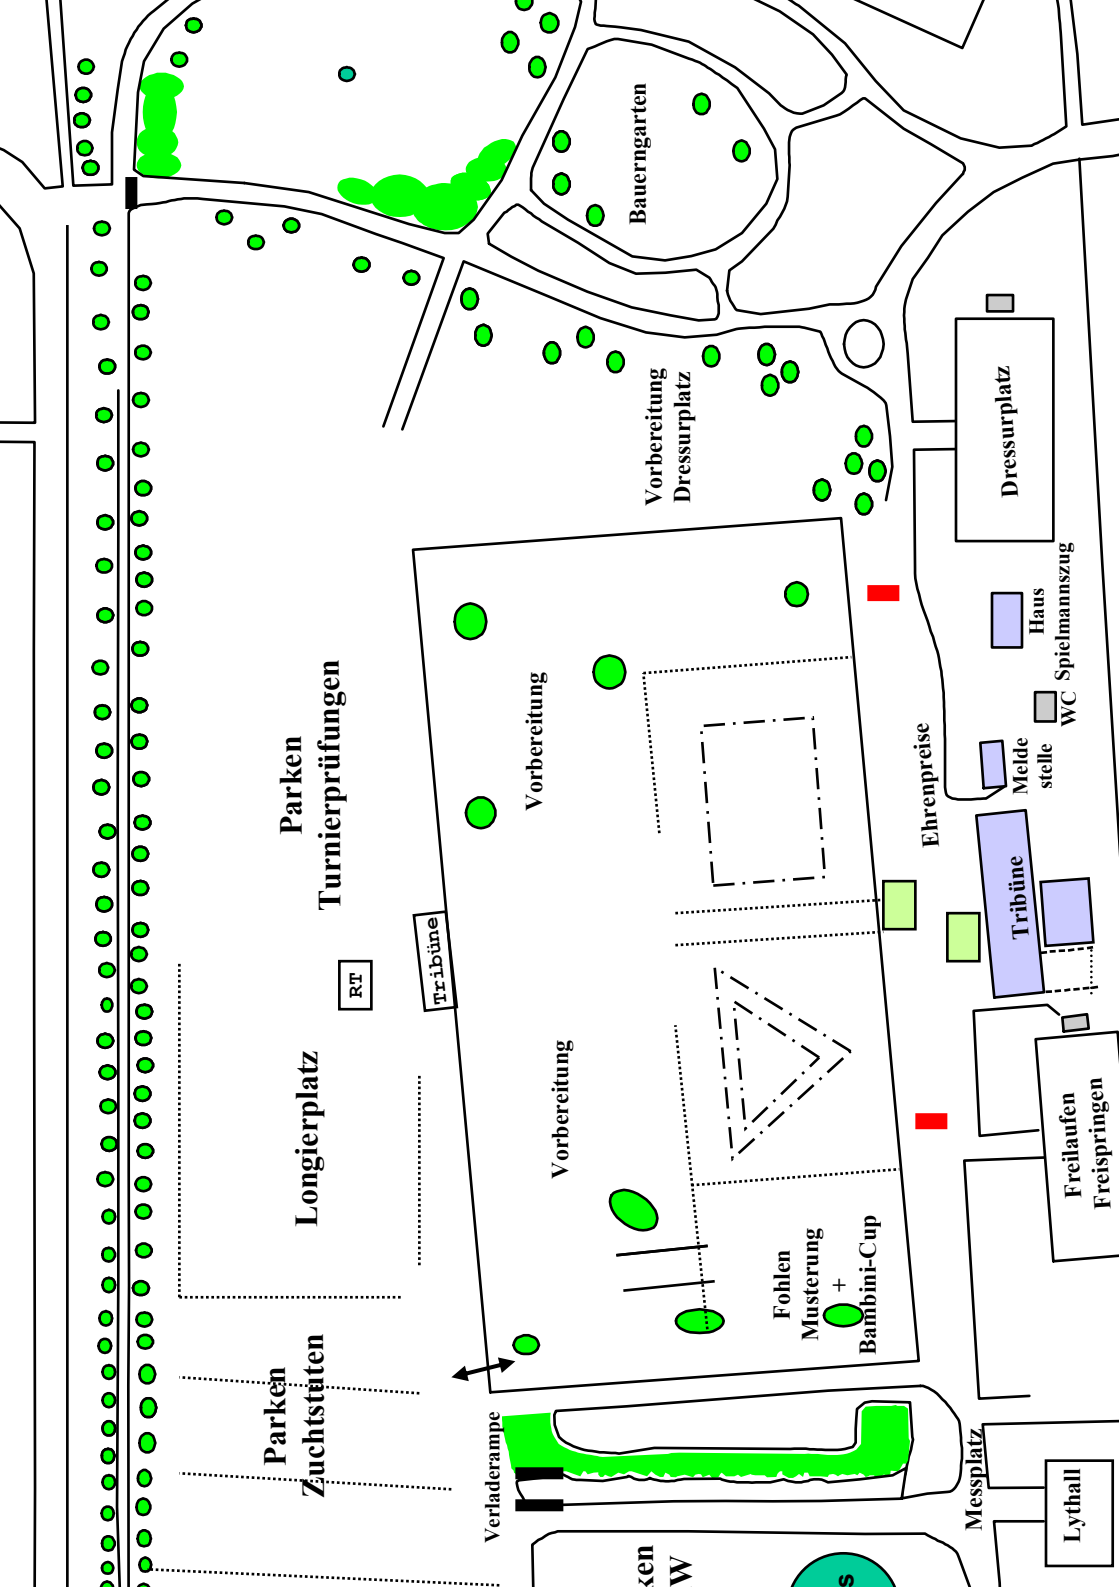 Bauerngarten
Vorbereitung
Dressurplatz
Dressurplatz
Haus
Spielmannszug
WC
Melde
stelle
Ehrenpreise
Tribüne
Parken
Turnierprüfungen
Vorbereitung
Tribüne
RT
Longierplatz
Vorbereitung
Freilaufen
Freispringen
Fohlen
Musterung
+
Bambini-Cup
Parken
Zuchtstuten
Verladerampe
Messplatz
Lythall
ken
W
s